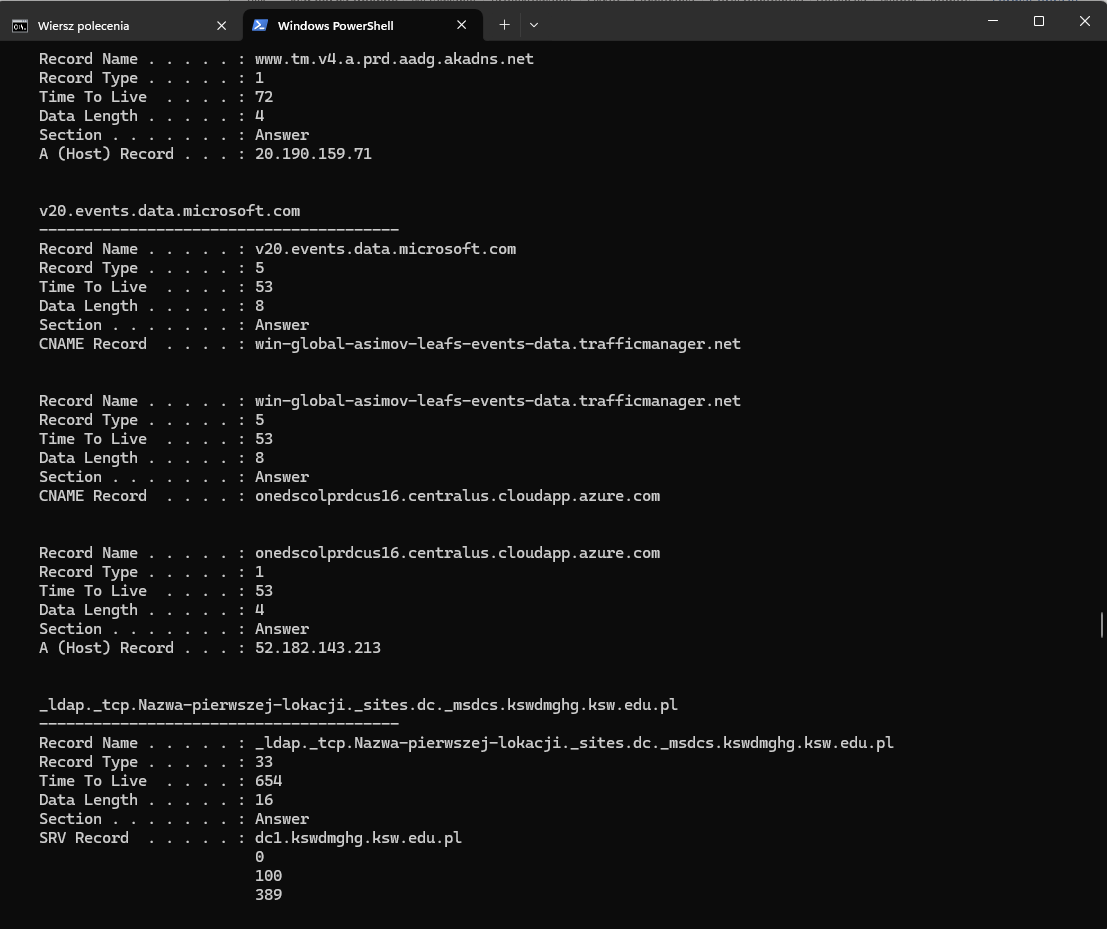 Wiersz polecenia
Windows PowerShell
Record Name . . . . . : www.tm.v4.a.prd.aadg.akadns.net
Record Type . . . . . : 1
Time To Live  . . . . : 72
Data Length . . . . . : 4
Section . . . . . . . : Answer
A (Host) Record . . . : 20.190.159.71
v20.events.data.microsoft.com
----------------------------------------
Record Name . . . . . : v20.events.data.microsoft.com
Record Type . . . . . : 5
Time To Live  . . . . : 53
Data Length . . . . . : 8
Section . . . . . . . : Answer
CNAME Record  . . . . : win-global-asimov-leafs-events-data.trafficmanager.net
Record Name . . . . . : win-global-asimov-leafs-events-data.trafficmanager.net
Record Type . . . . . : 5
Time To Live  . . . . : 53
Data Length . . . . . : 8
Section . . . . . . . : Answer
CNAME Record  . . . . : onedscolprdcus16.centralus.cloudapp.azure.com
Record Name . . . . . : onedscolprdcus16.centralus.cloudapp.azure.com
Record Type . . . . . : 1
Time To Live  . . . . : 53
Data Length . . . . . : 4
Section . . . . . . . : Answer
A (Host) Record . . . : 52.182.143.213
_ldap._tcp.Nazwa-pierwszej-lokacji._sites.dc._msdcs.kswdmghg.ksw.edu.pl
----------------------------------------
Record Name . . . . . : _ldap._tcp.Nazwa-pierwszej-lokacji._sites.dc._msdcs.kswdmghg.ksw.edu.pl
Record Type . . . . . : 33
Time To Live  . . . . : 654
Data Length . . . . . : 16
Section . . . . . . . : Answer
SRV Record  . . . . . : dc1.kswdmghg.ksw.edu.pl
0
100
389